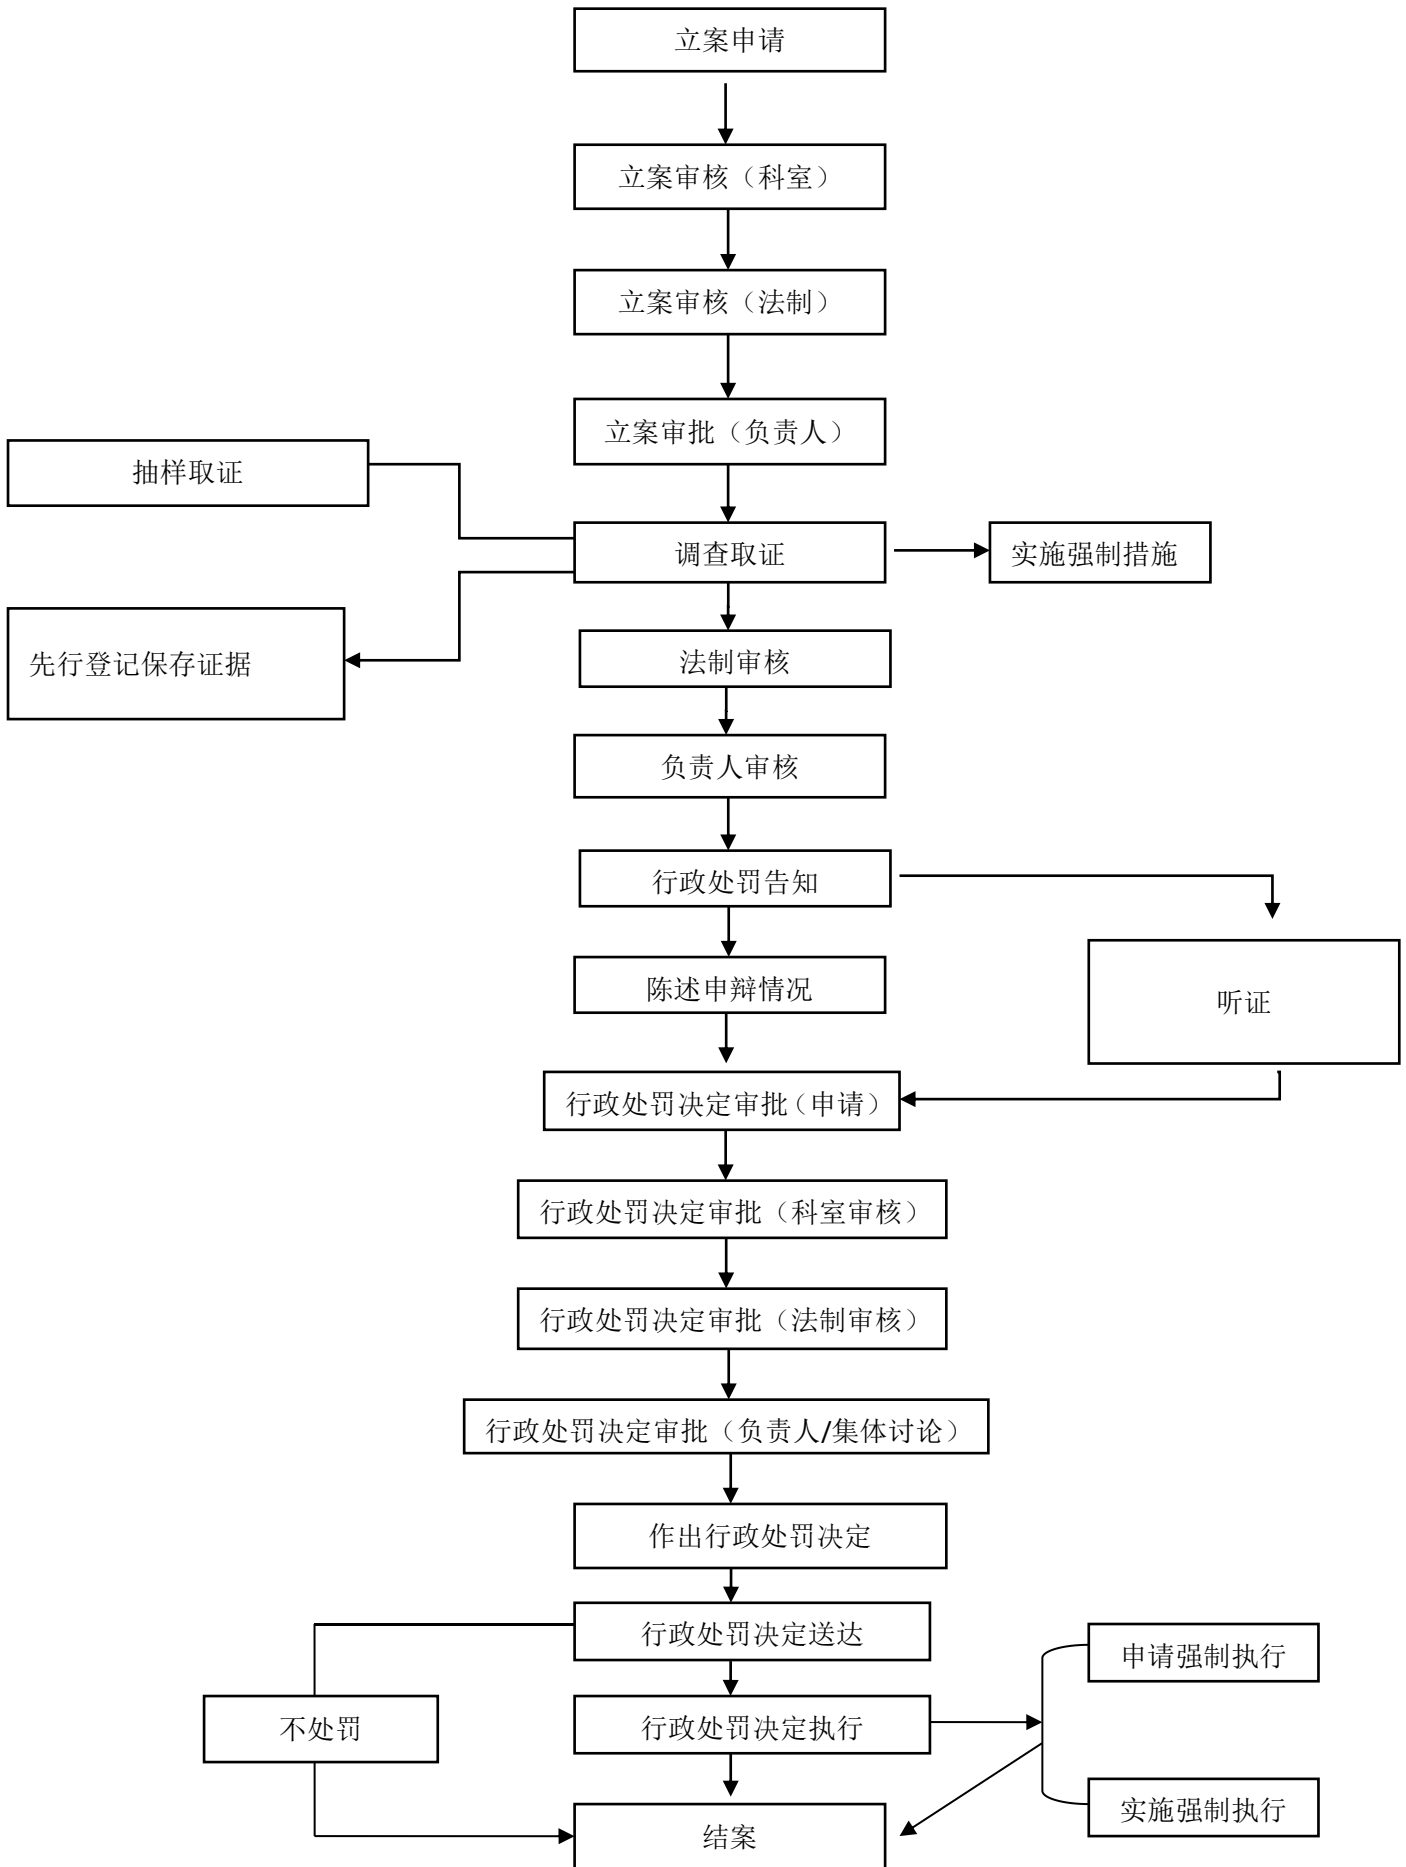 立案申请
立案审核（科室）
立案审核（法制）
立案审批（负责人）
抽样取证
调查取证
实施强制措施
先行登记保存证据
法制审核
负责人审核
行政处罚告知
陈述申辩情况
听证
行政处罚决定审批（申请）
行政处罚决定审批（科室审核）
行政处罚决定审批（法制审核）
行政处罚决定审批（负责人/集体讨论）
作出行政处罚决定
行政处罚决定送达
申请强制执行
不处罚
行政处罚决定执行
实施强制执行
结案